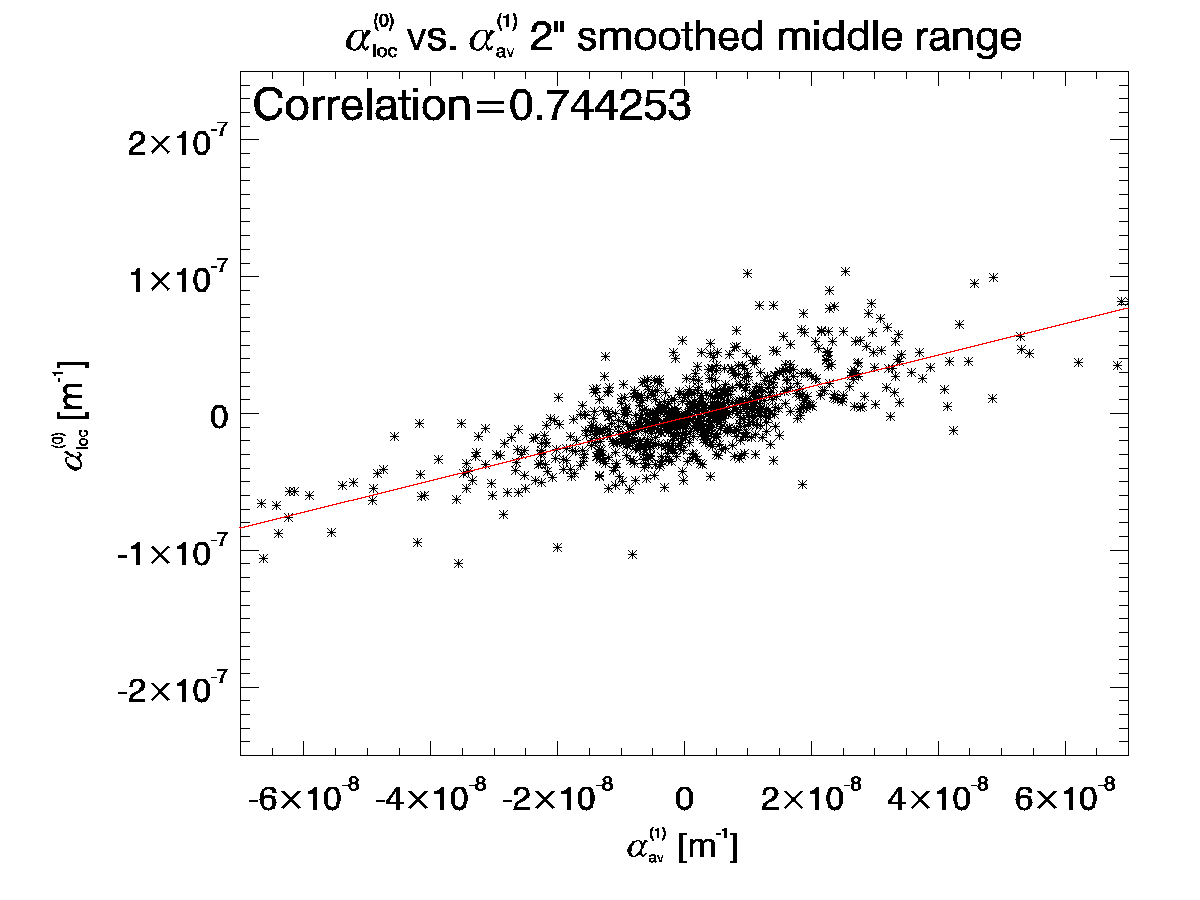 α_loc^(0) vs. α_av^(1) 2" smoothed middle range
Correlation=0.744253
2×10^-7
1×10^-7
0
-1×10^-7
-2×10^-7
α_loc^(0) [m^-1]
-6×10^-8 -4×10^-8 -2×10^-8 0 2×10^-8 4×10^-8 6×10^-8
α_av^(1) [m^-1]